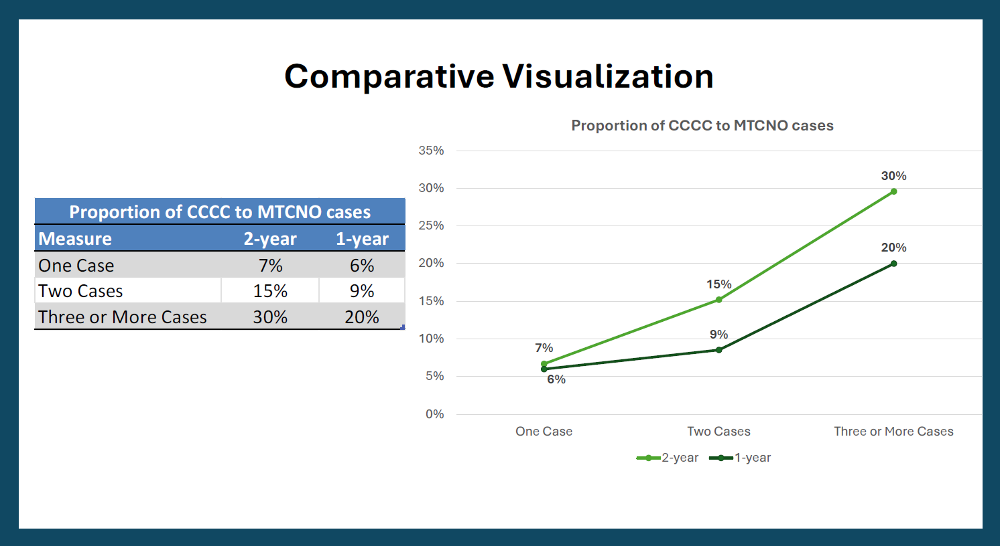 Comparative Visualization
Proportion of CCCC to MTCNO cases
Measure 2-year 1-year
One Case 7% 6%
Two Cases 15% 9%
Three or More Cases 30% 20%
Proportion of CCCC to MTCNO cases
35%
30%
25%
20%
15%
10%
5%
0%
30%
20%
15%
9%
7%
6%
One Case Two Cases Three or More Cases
2-year 1-year